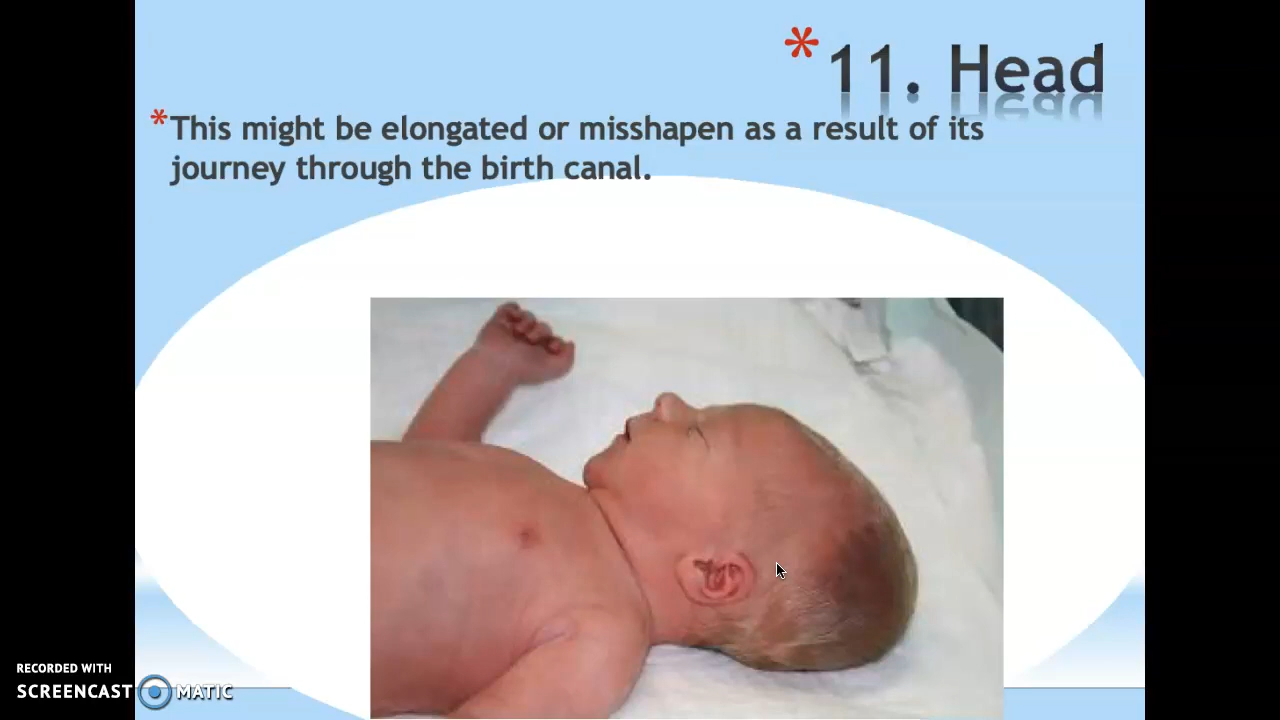 * 11. Head
* This might be elongated or misshapen as a result of its
journey through the birth canal.
RECORDED WITH
SCREENCAST MATIC